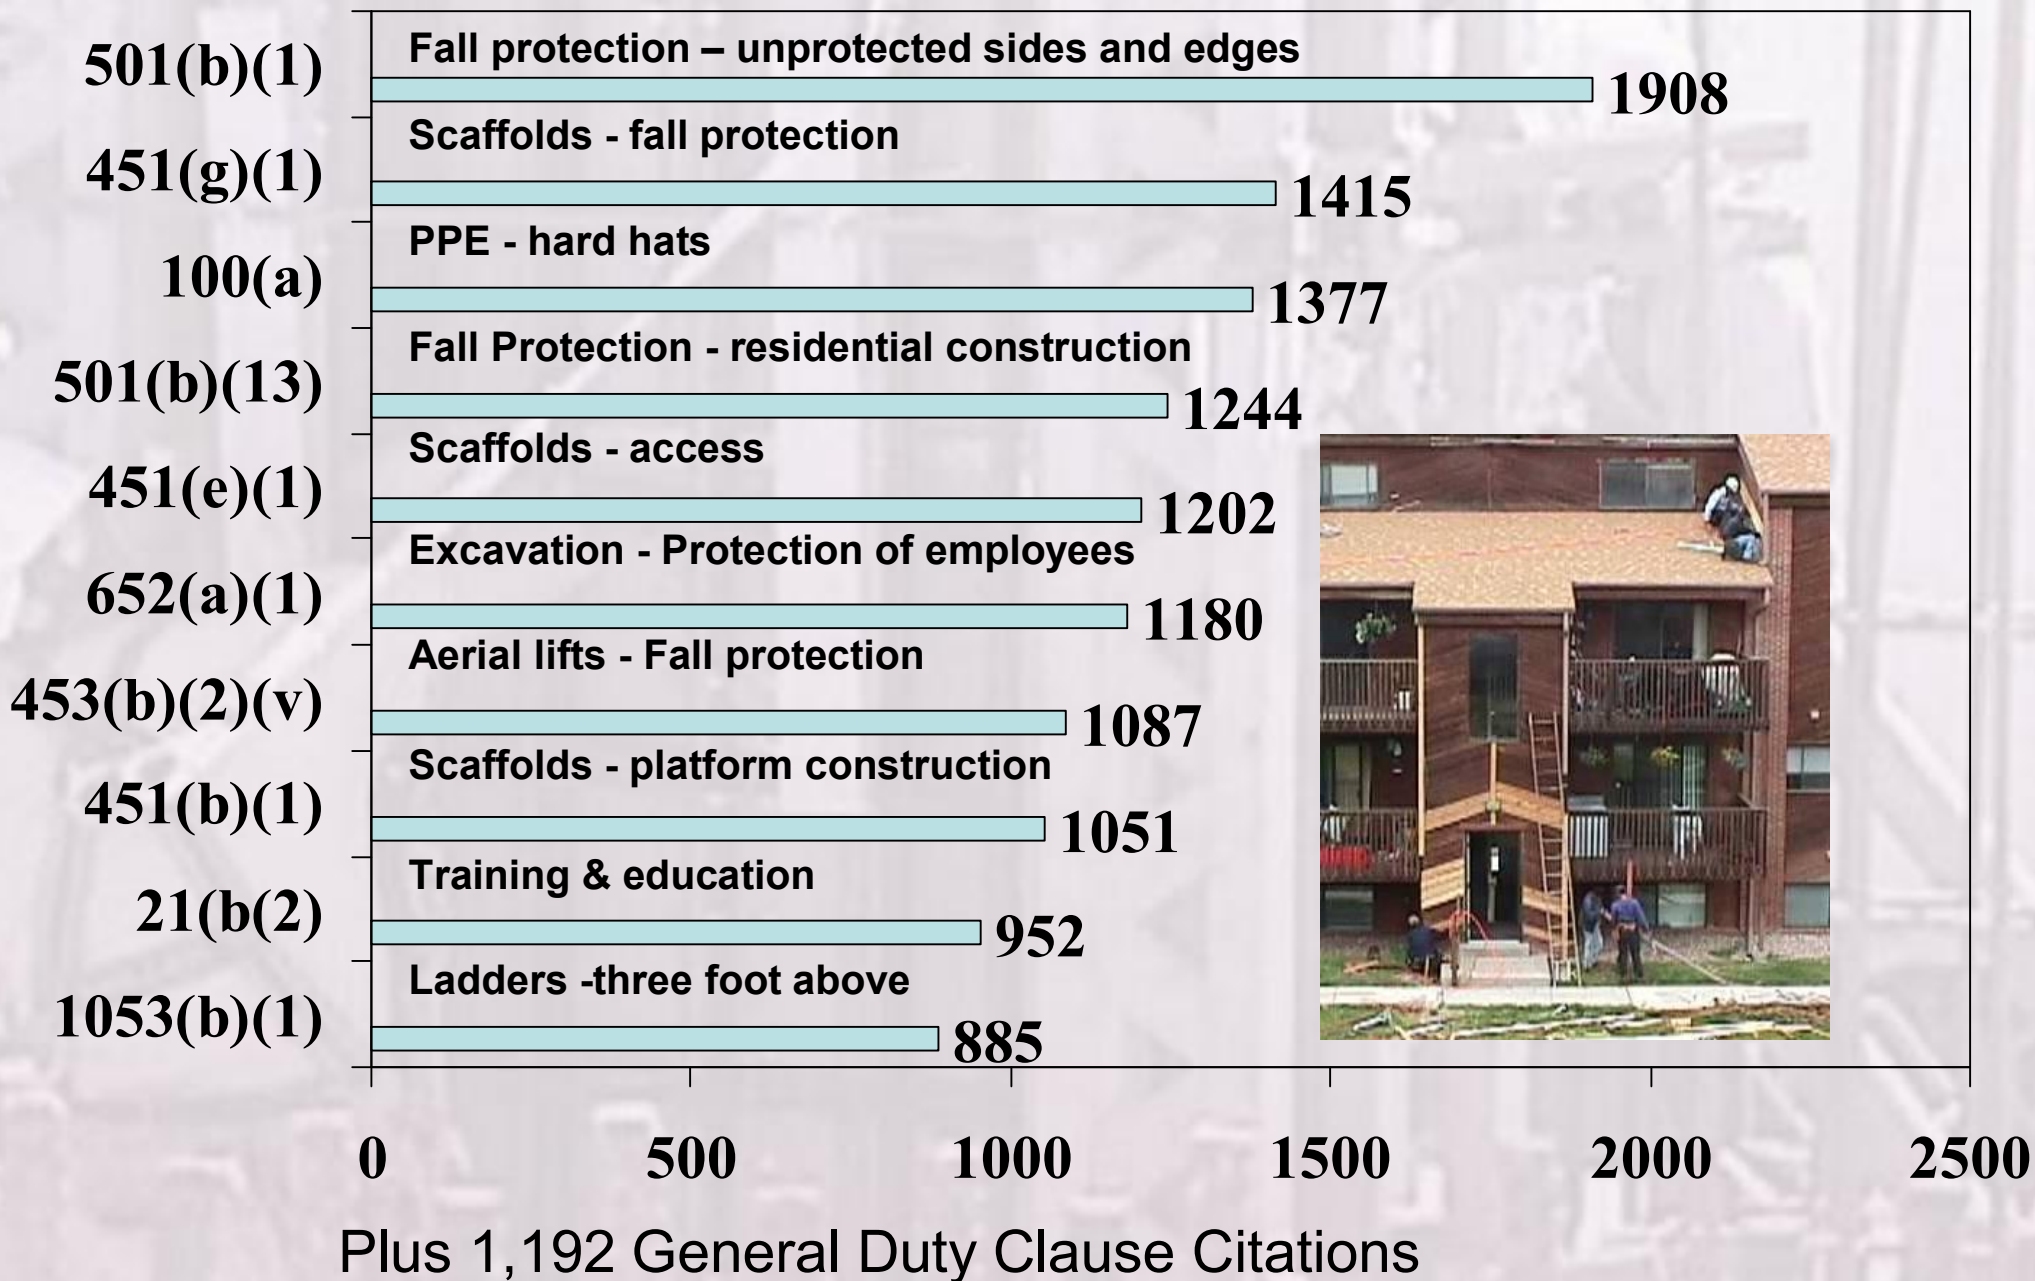 Fall protection – unprotected sides and edges
501(b)(1)
1908
Scaffolds - fall protection
451(g)(1)
1415
PPE - hard hats
100(a)
1377
Fall Protection - residential construction
501(b)(13)
1244
Scaffolds - access
451(e)(1)
1202
Excavation - Protection of employees
652(a)(1)
1180
Aerial lifts - Fall protection
453(b)(2)(v)
1087
Scaffolds - platform construction
451(b)(1)
1051
Training & education
21(b(2)
952
Ladders -three foot above
1053(b)(1)
885
0 500 1000 1500 2000 2500
Plus 1,192 General Duty Clause Citations